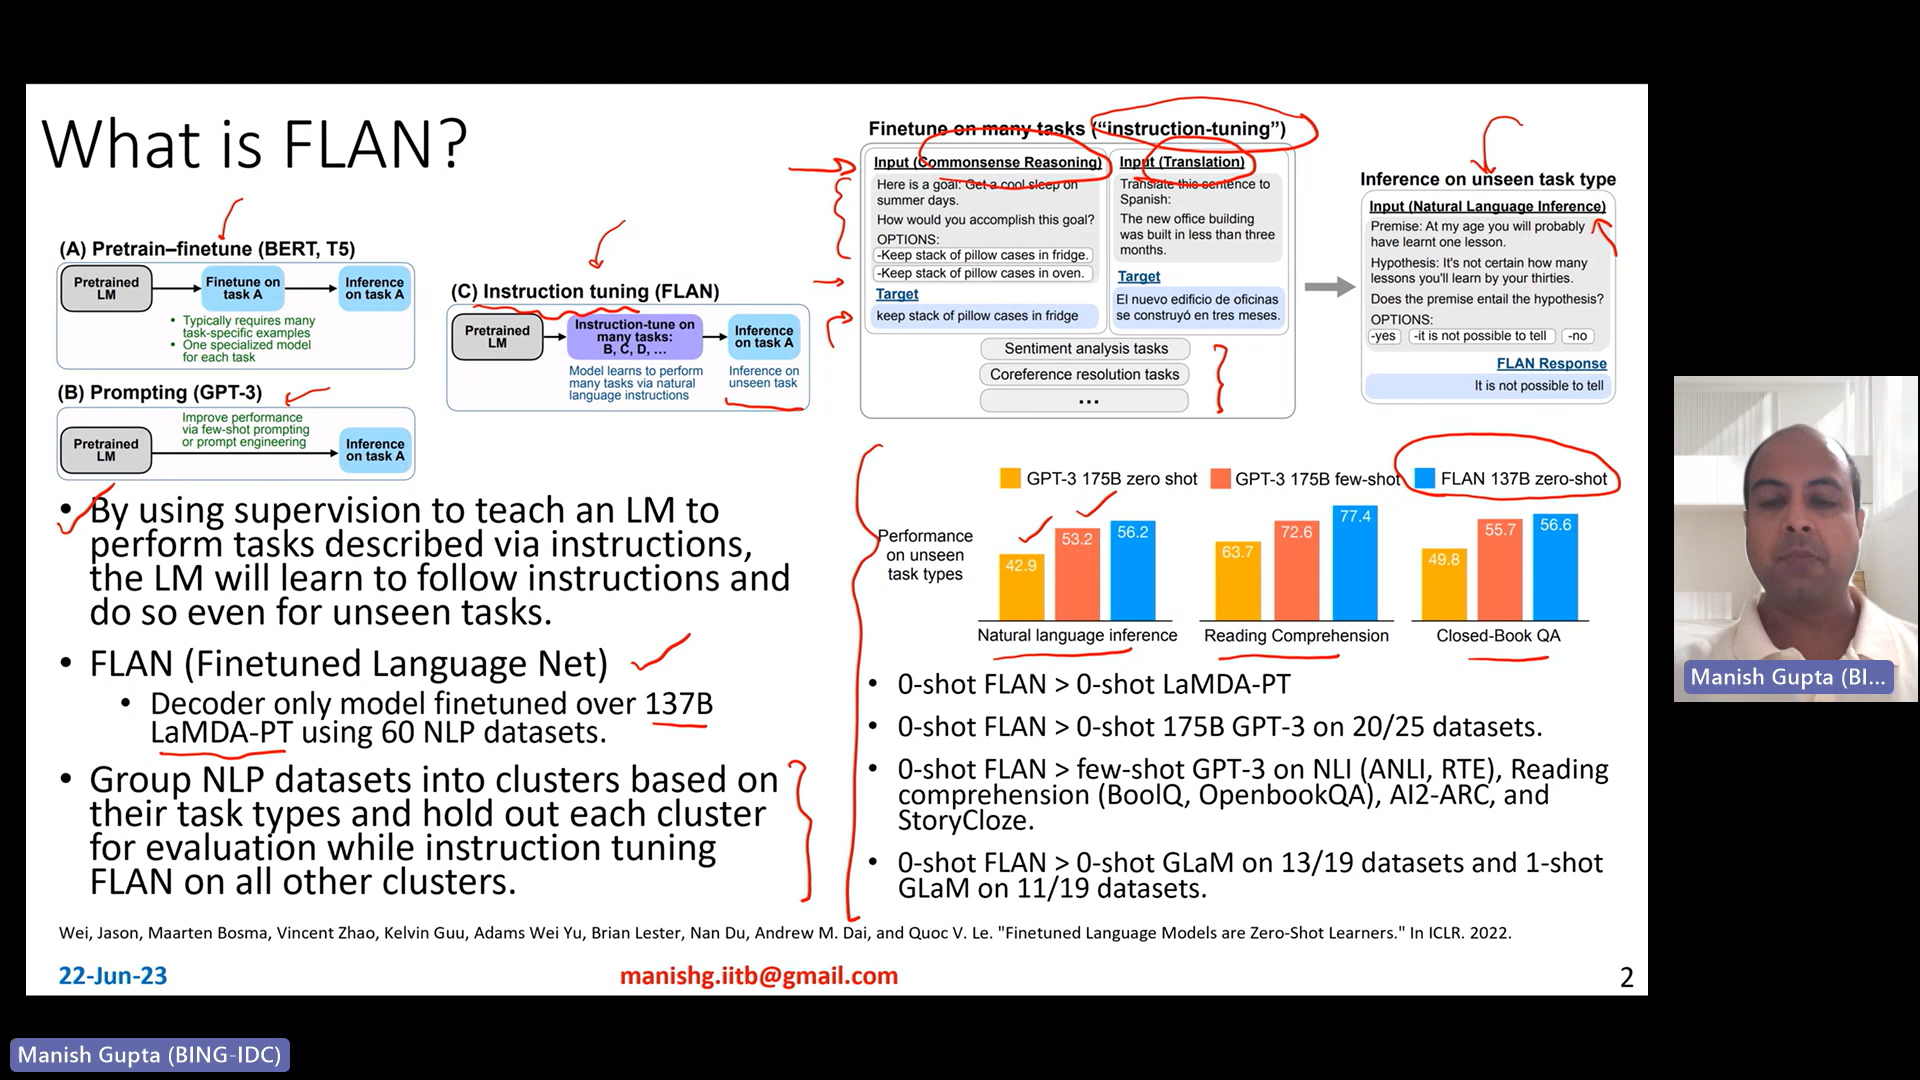 What is FLAN?
(A) Pretrain–finetune (BERT, T5)
Pretrained
LM
Finetune on
task A
Inference
on task A
• Typically requires many
task-specific examples
• One specialized model
for each task
(B) Prompting (GPT-3)
Pretrained
LM
Improve performance
via few-shot prompting
or prompt engineering
Inference
on task A
(C) Instruction tuning (FLAN)
Pretrained
LM
Instruction-tune on
many tasks:
B, C, D, …
Inference
on task A
Model learns to perform
many tasks via natural
language instructions
Inference on
unseen task
• By using supervision to teach an LM to
perform tasks described via instructions,
the LM will learn to follow instructions and
do so even for unseen tasks.
• FLAN (Finetuned Language Net)
• Decoder only model finetuned over 137B
LaMDA-PT using 60 NLP datasets.
• Group NLP datasets into clusters based on
their task types and hold out each cluster
for evaluation while instruction tuning
FLAN on all other clusters.
Finetune on many tasks (“instruction-tuning”)
Input (Commonsense Reasoning)
Here is a goal: Get a cool sleep on
summer days.
How would you accomplish this goal?
OPTIONS:
-Keep stack of pillow cases in fridge.
-Keep stack of pillow cases in oven.
Target
keep stack of pillow cases in fridge
Input (Translation)
Translate this sentence to
Spanish:
The new office building
was built in less than three
months.
Target
El nuevo edificio de oficinas
se construyó en tres meses.
Sentiment analysis tasks
Coreference resolution tasks
...
Inference on unseen task type
Input (Natural Language Inference)
Premise: At my age you will probably
have learnt one lesson.
Hypothesis: It's not certain how many
lessons you'll learn by your thirties.
Does the premise entail the hypothesis?
OPTIONS:
-yes -it is not possible to tell -no
FLAN Response
It is not possible to tell
GPT-3 175B zero shot GPT-3 175B few-shot FLAN 137B zero-shot
Performance
on unseen
task types
42.9 53.2 56.2
63.7 72.6 77.4
49.8 55.7 56.6
Natural language inference Reading Comprehension Closed-Book QA
• 0-shot FLAN > 0-shot LaMDA-PT
• 0-shot FLAN > 0-shot 175B GPT-3 on 20/25 datasets.
• 0-shot FLAN > few-shot GPT-3 on NLI (ANLI, RTE), Reading
comprehension (BoolQ, OpenbookQA), AI2-ARC, and
StoryCloze.
• 0-shot FLAN > 0-shot GLaM on 13/19 datasets and 1-shot
GLaM on 11/19 datasets.
Wei, Jason, Maarten Bosma, Vincent Zhao, Kelvin Guu, Adams Wei Yu, Brian Lester, Nan Du, Andrew M. Dai, and Quoc V. Le. "Finetuned Language Models are Zero-Shot Learners." In ICLR. 2022.
22-Jun-23 manishg.iitb@gmail.com 2
Manish Gupta (BI...
Manish Gupta (BING-IDC)